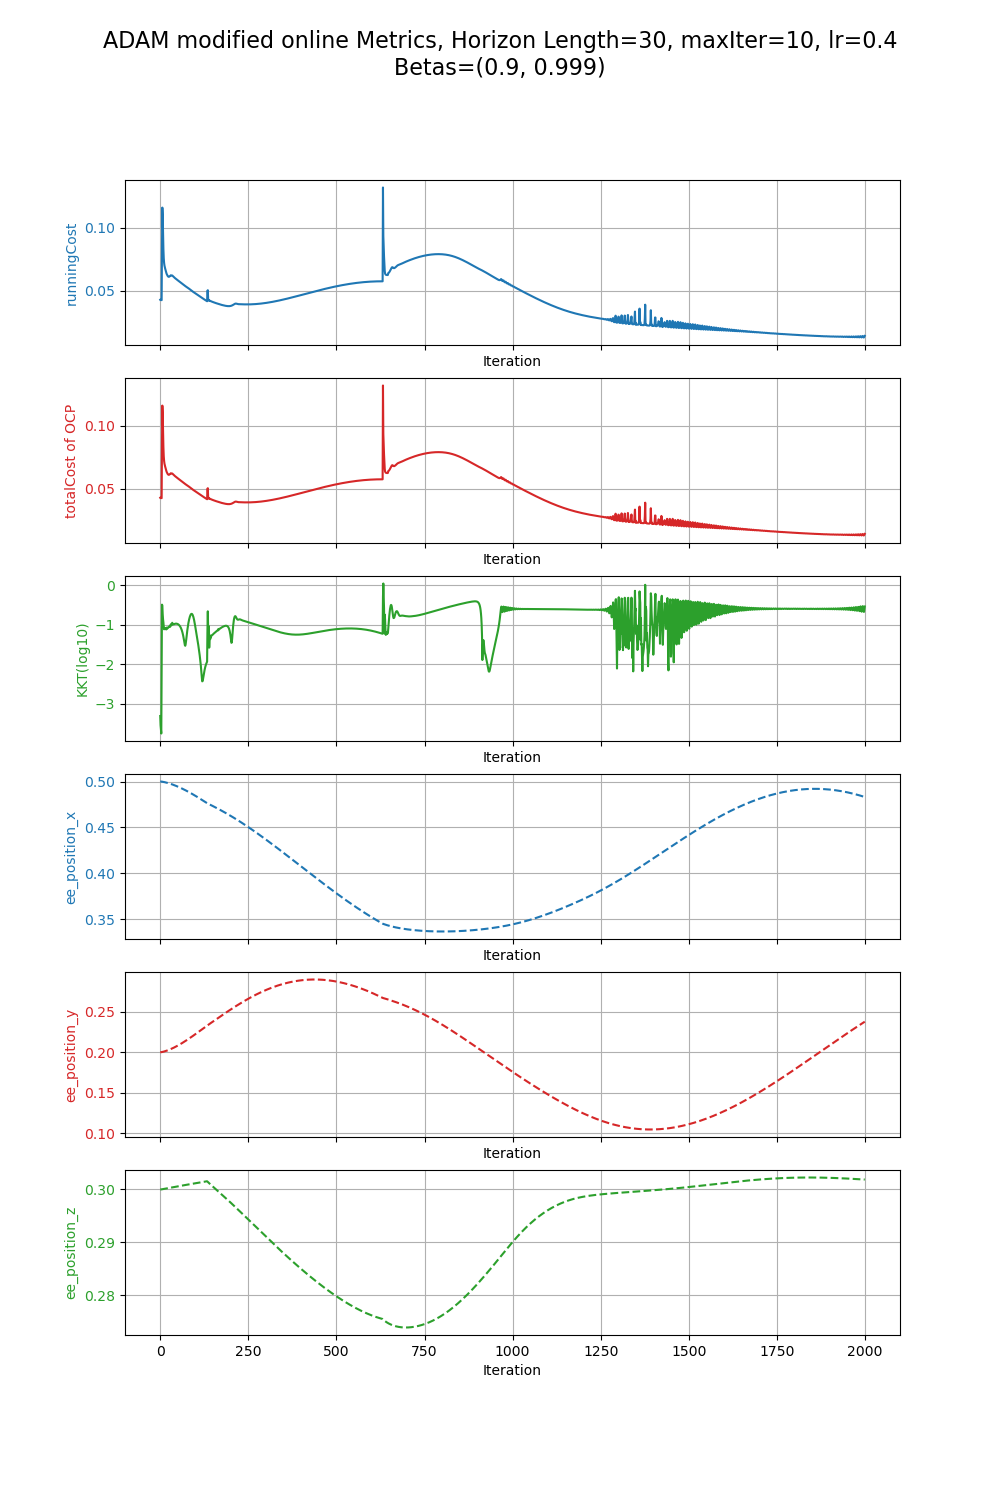 ADAM modified online Metrics, Horizon Length=30, maxIter=10, lr=0.4
Betas=(0.9, 0.999)
runningCost
0.10
0.05
Iteration
totalCost of OCP
0.10
0.05
Iteration
KKT(log10)
0
−1
−2
−3
Iteration
ee_position_x
0.50
0.45
0.40
0.35
Iteration
ee_position_y
0.25
0.20
0.15
0.10
Iteration
ee_position_z
0.30
0.29
0.28
0 250 500 750 1000 1250 1500 1750 2000
Iteration